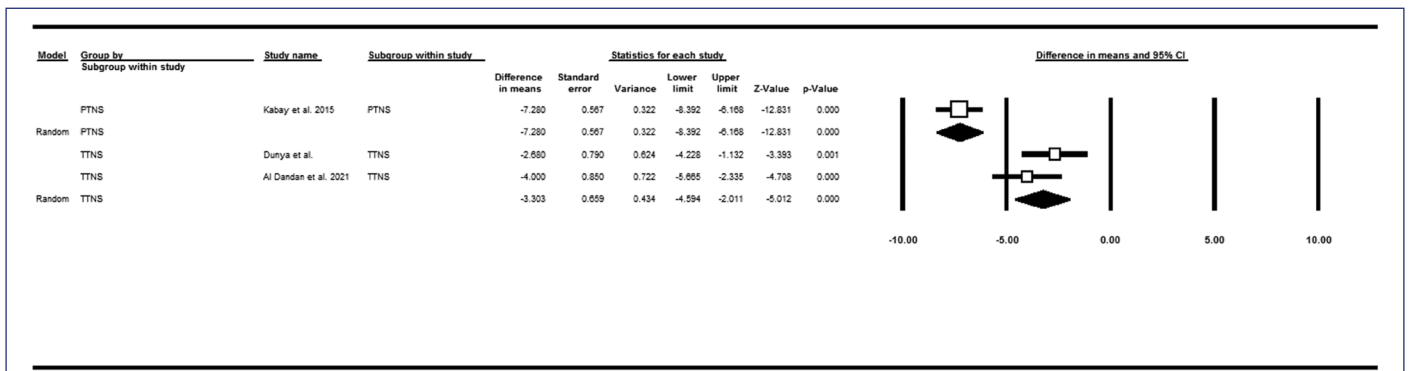 Model Group by Study name Subgroup within study Statistics for each study Difference in means and 95% CI
Subgroup within study
Difference Standard Lower Upper
in means error Variance limit limit Z-Value p-Value
PTNS Kabay et al. 2015 PTNS -7.280 0.567 0.322 -8.392 -6.168 -12.831 0.000
Random PTNS -7.280 0.567 0.322 -8.392 -6.168 -12.831 0.000
TTNS Dunya et al. TTNS -2.680 0.790 0.624 -4.228 -1.132 -3.393 0.001
TTNS Al Dandan et al. 2021 TTNS -4.000 0.850 0.722 -5.665 -2.335 -4.708 0.000
Random TTNS -3.303 0.659 0.434 -4.594 -2.011 -5.012 0.000
-10.00 -5.00 0.00 5.00 10.00